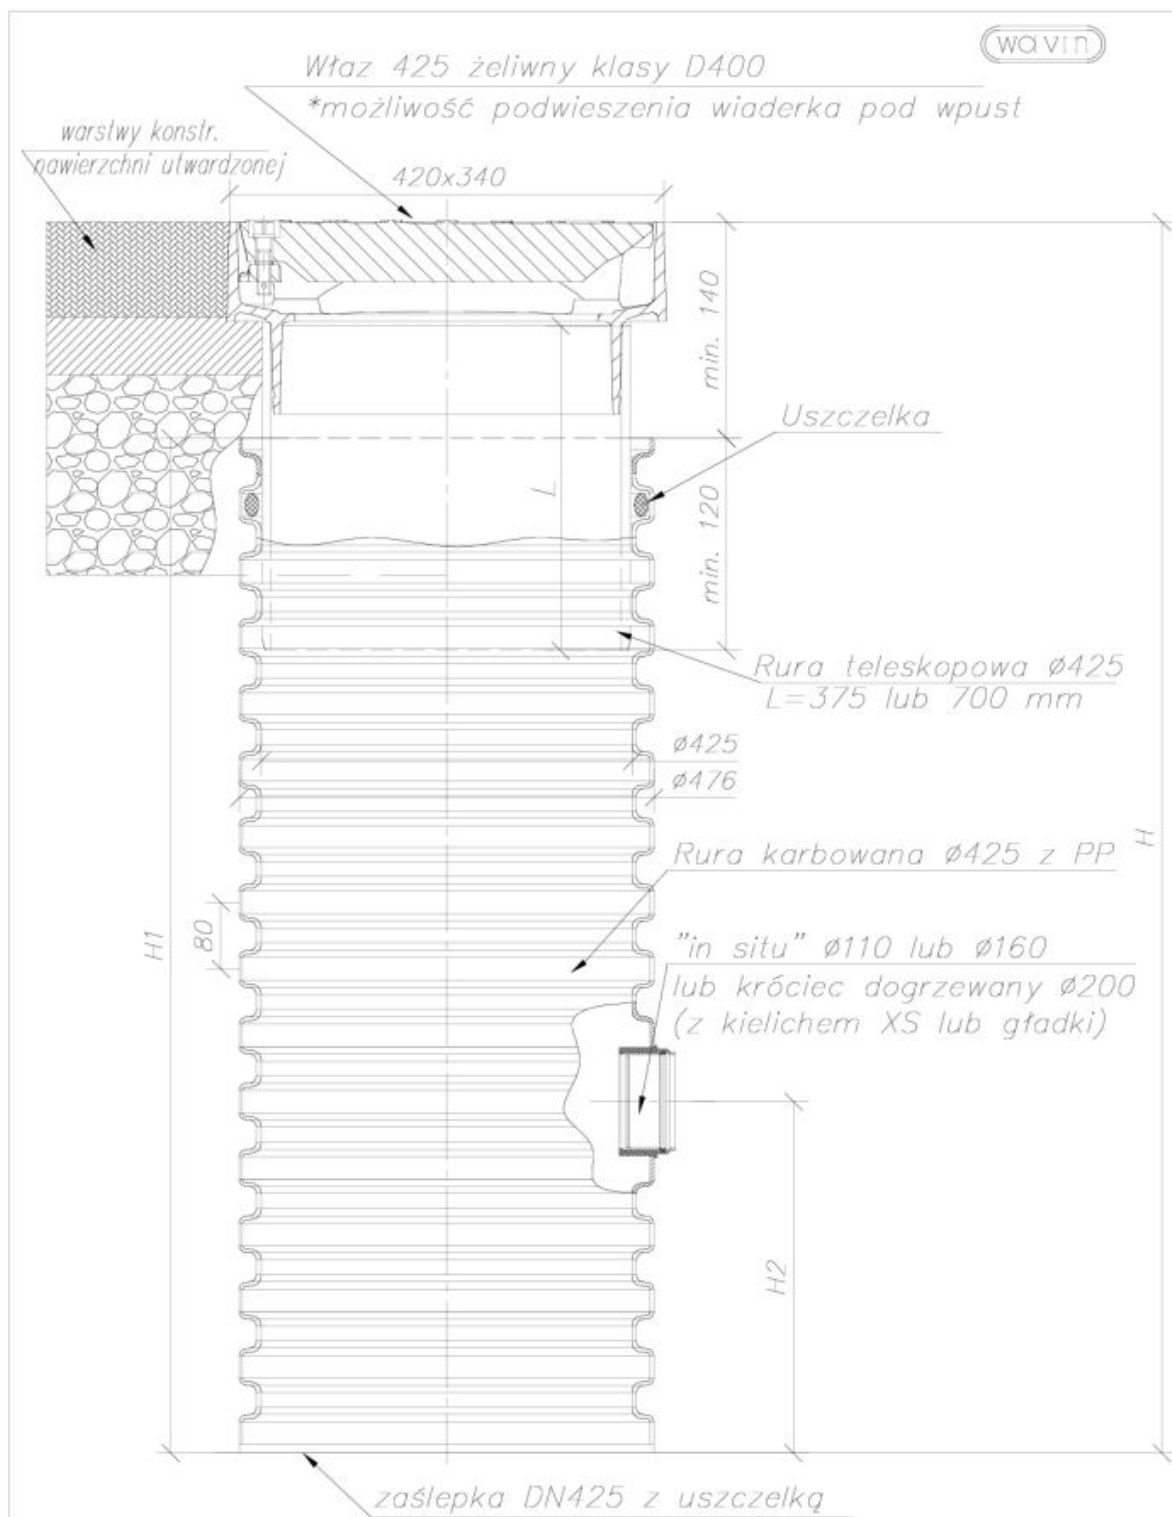 wavin
Właz 425 żeliwny klasy D400
*możliwość podwieszenia wiaderka pod wpust
warstwy konstr.
nawierzchni utwardzonej
420x340
min. 140
Uszczelka
L
min. 120
Rura teleskopowa ø425
L=375 lub 700 mm
ø425
ø476
H
Rura karbowana ø425 z PP
H1
80
"in situ" ø110 lub ø160
lub króciec dogrzewany ø200
(z kielichem XS lub gładki)
H2
zaślepka DN425 z uszczelką